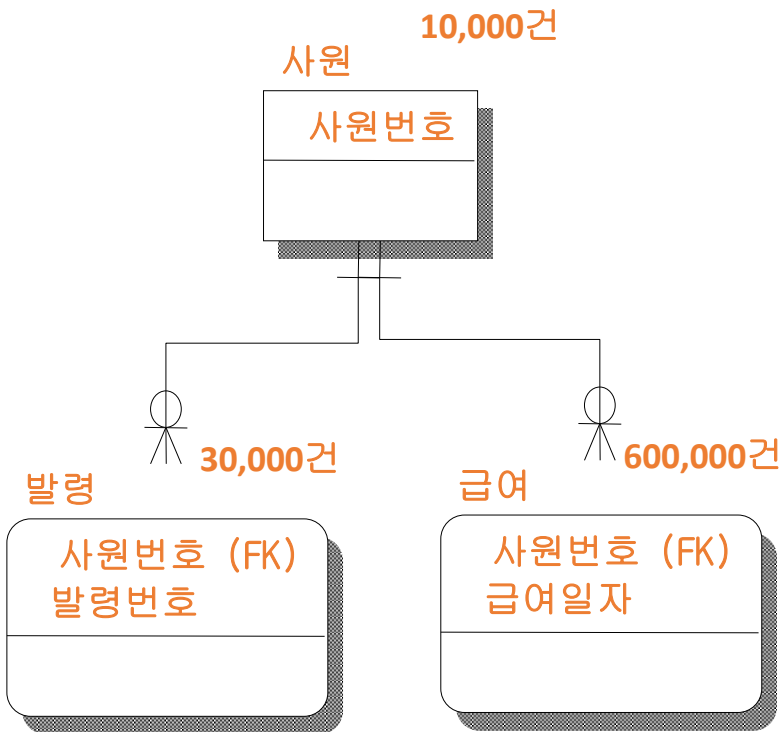 10,000건
사원
사원번호
30,000건
발령
사원번호 (FK)
발령번호
600,000건
급여
사원번호 (FK)
급여일자